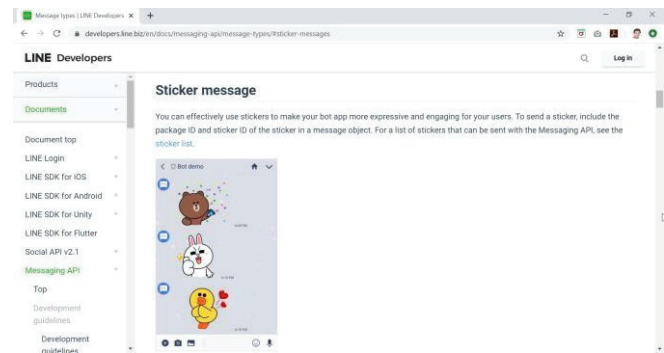 Message types | LINE Developers
developers.line.biz/en/docs/messaging-api/message-types/#sticker-messages
LINE Developers
Log in
Products
Documents
Document top
LINE Login
LINE SDK for iOS
LINE SDK for Android
LINE SDK for Unity
LINE SDK for Flutter
Social API v2.1
Messaging API
Top
Development
guidelines
Development
guidelines
Sticker message
You can effectively use stickers to make your bot app more expressive and engaging for your users. To send a sticker, include the
package ID and sticker ID of the sticker in a message object. For a list of stickers that can be sent with the Messaging API, see the
sticker list.
Bot demo